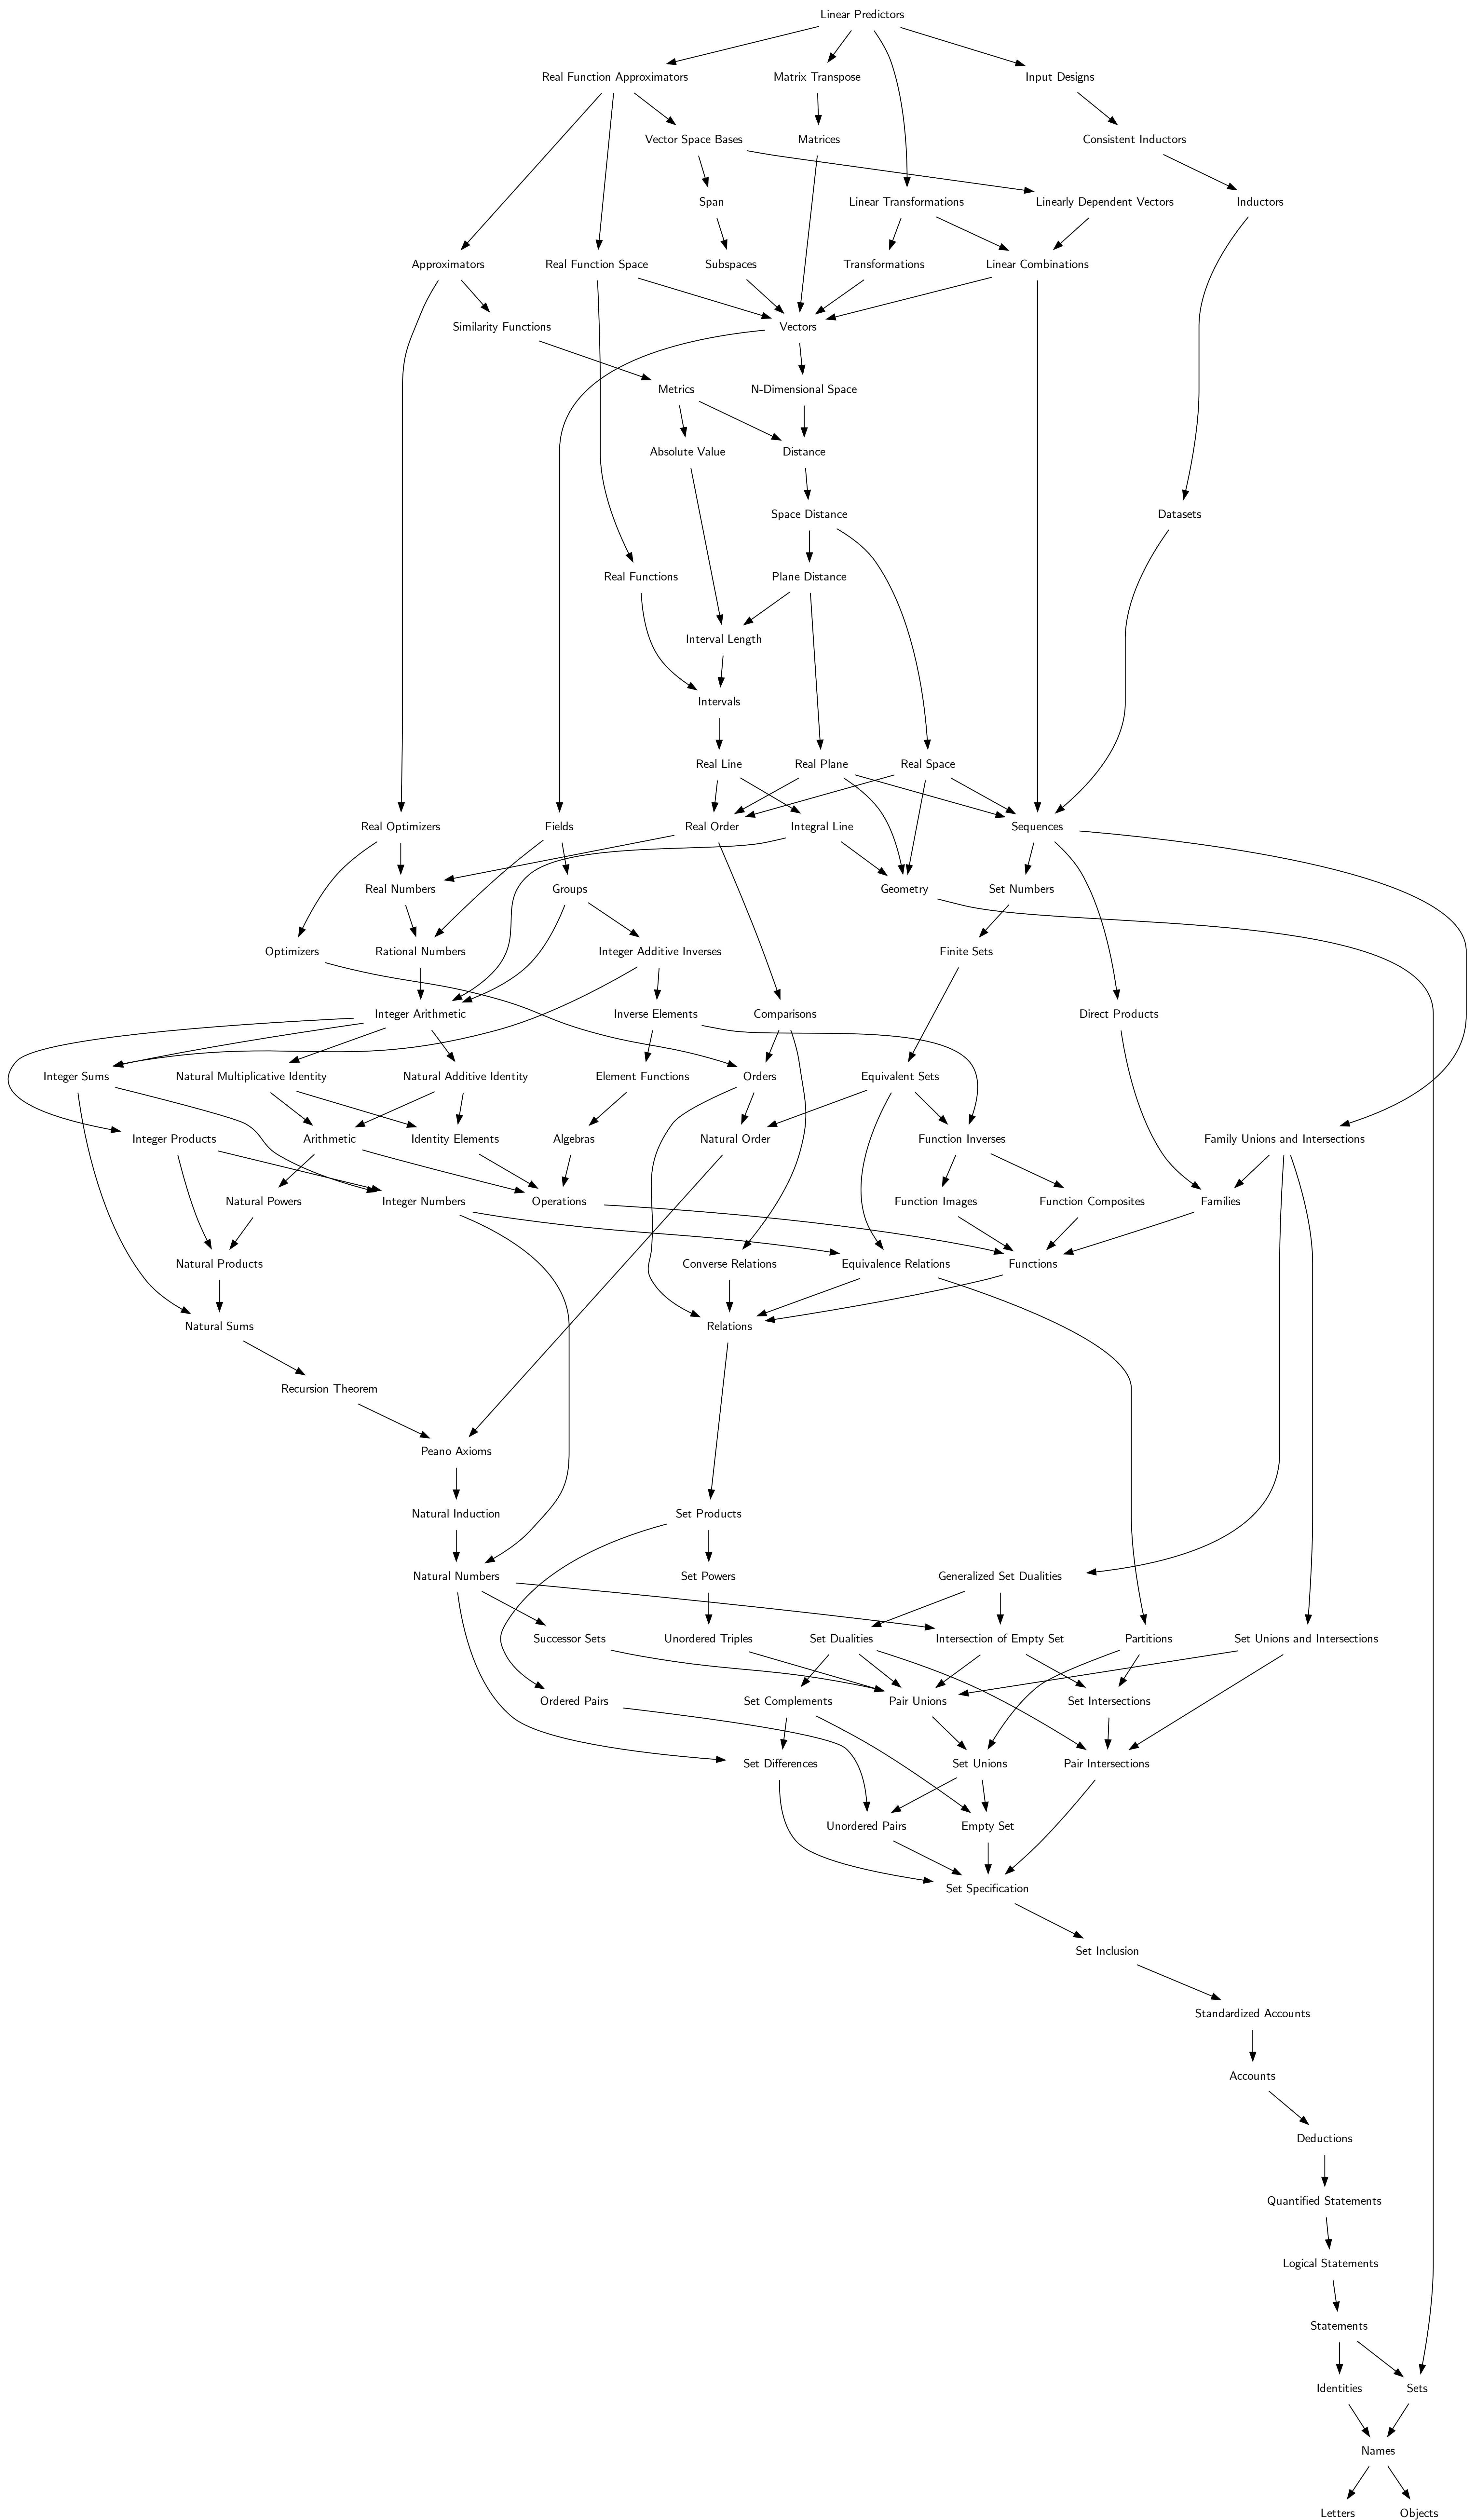 Linear Predictors
Real Function Approximators
Matrix Transpose
Input Designs
Vector Space Bases
Matrices
Consistent Inductors
Span
Linear Transformations
Linearly Dependent Vectors
Inductors
Approximators
Real Function Space
Subspaces
Transformations
Linear Combinations
Similarity Functions
Vectors
Metrics
N-Dimensional Space
Absolute Value
Distance
Space Distance
Datasets
Real Functions
Plane Distance
Interval Length
Intervals
Real Line
Real Plane
Real Space
Real Optimizers
Fields
Real Order
Integral Line
Sequences
Real Numbers
Groups
Geometry
Set Numbers
Optimizers
Rational Numbers
Integer Additive Inverses
Finite Sets
Integer Arithmetic
Inverse Elements
Comparisons
Direct Products
Integer Sums
Natural Multiplicative Identity
Natural Additive Identity
Element Functions
Orders
Equivalent Sets
Integer Products
Arithmetic
Identity Elements
Algebras
Natural Order
Function Inverses
Family Unions and Intersections
Natural Powers
Integer Numbers
Operations
Function Images
Function Composites
Families
Natural Products
Converse Relations
Equivalence Relations
Functions
Natural Sums
Relations
Recursion Theorem
Peano Axioms
Natural Induction
Set Products
Natural Numbers
Set Powers
Generalized Set Dualities
Successor Sets
Unordered Triples
Set Dualities
Intersection of Empty Set
Partitions
Set Unions and Intersections
Ordered Pairs
Set Complements
Pair Unions
Set Intersections
Set Differences
Set Unions
Pair Intersections
Unordered Pairs
Empty Set
Set Specification
Set Inclusion
Standardized Accounts
Accounts
Deductions
Quantified Statements
Logical Statements
Statements
Identities
Sets
Names
Letters
Objects